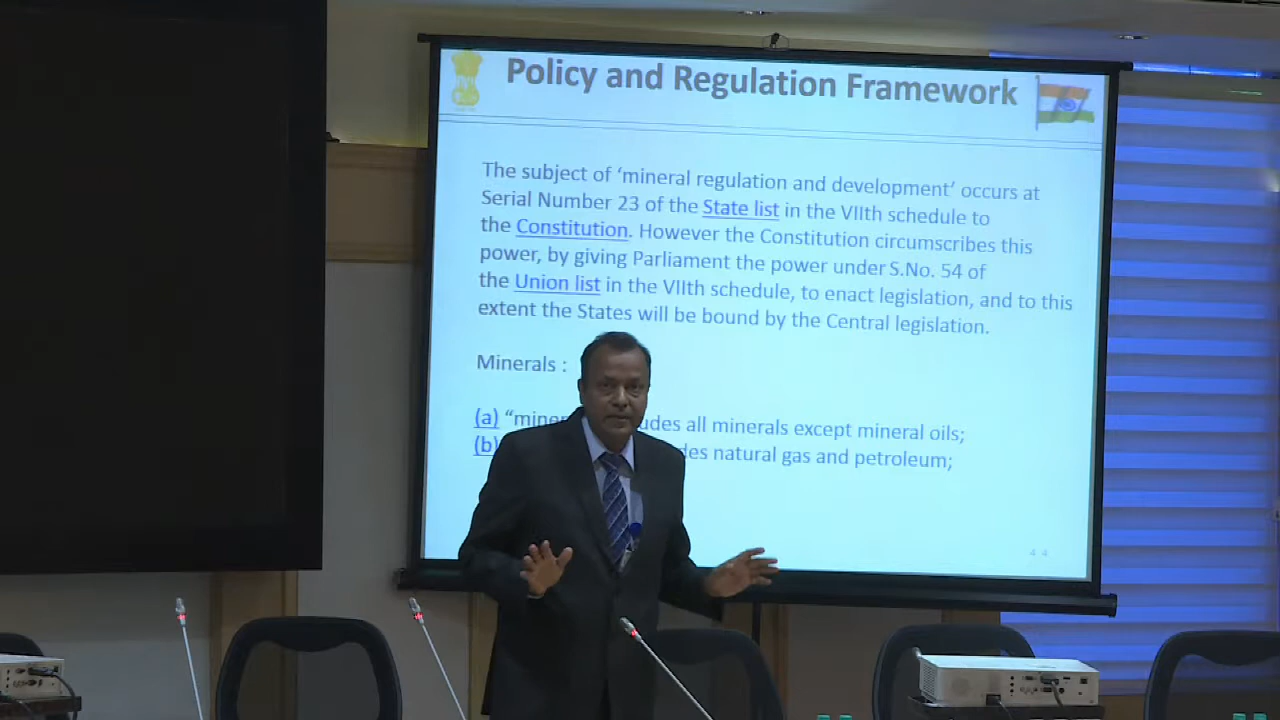 Policy and Regulation Framework
The subject of ‘mineral regulation and development’ occurs at
Serial Number 23 of the State list in the VIIth schedule to
the Constitution. However the Constitution circumscribes this
power, by giving Parliament the power under S.No. 54 of
the Union list in the VIIth schedule, to enact legislation, and to this
extent the States will be bound by the Central legislation.
Minerals :
(a) all minerals except mineral oils;
(b) natural gas and petroleum;
44